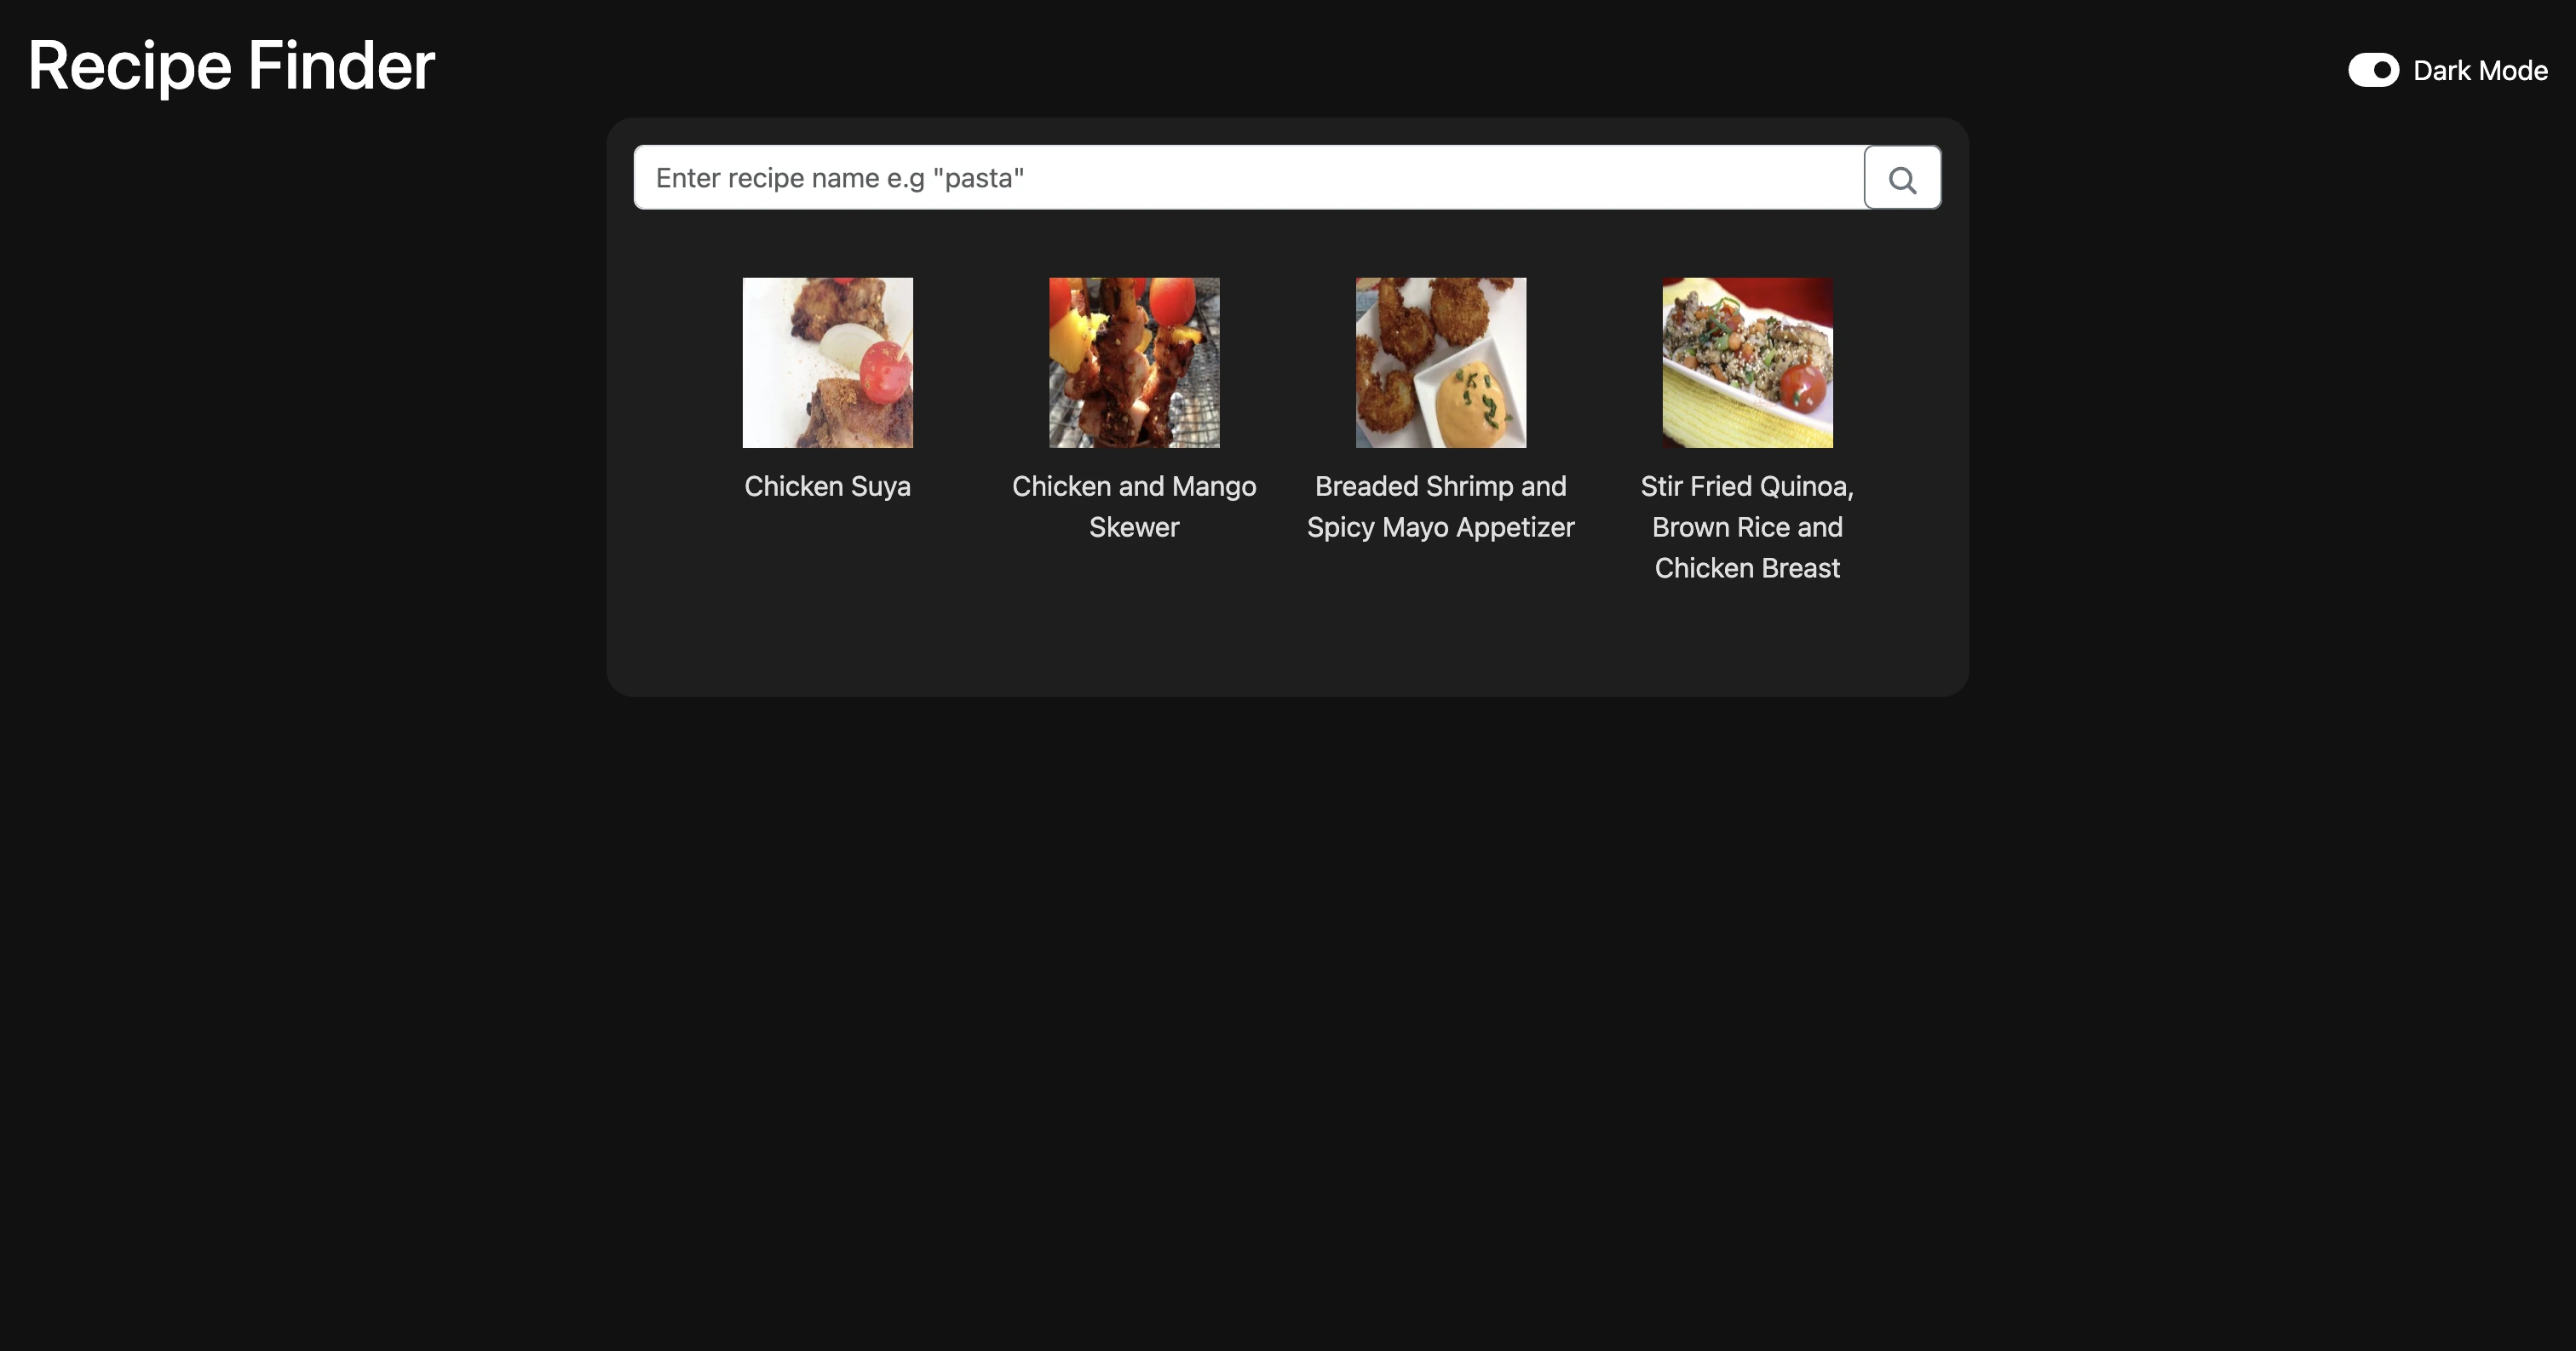 Recipe Finder
Dark Mode
Enter recipe name e.g "pasta"
Chicken Suya
Chicken and Mango
Skewer
Breaded Shrimp and
Spicy Mayo Appetizer
Stir Fried Quinoa,
Brown Rice and
Chicken Breast